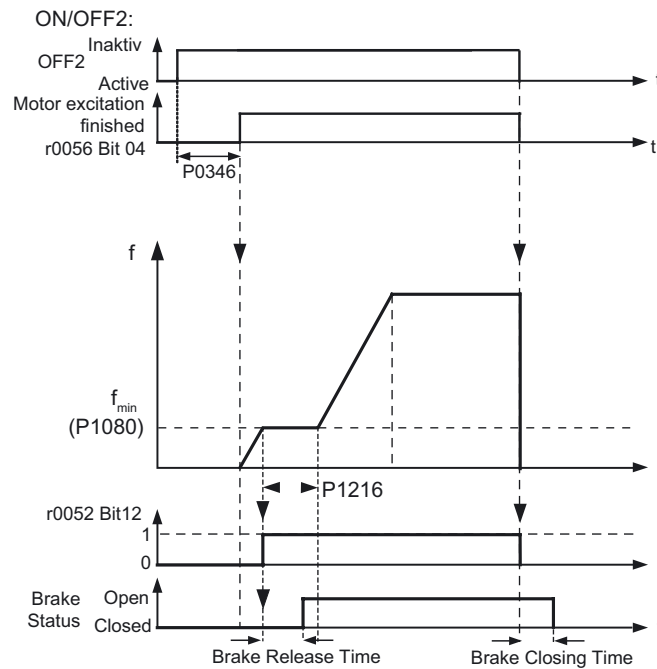 ON/OFF2:
Inaktiv
OFF2
Active
Motor excitation
finished
r0056 Bit 04
t
P0346
f
fmin
(P1080)
P1216
r0052 Bit12
1
0
Brake
Status
Open
Closed
Brake Release Time
Brake Closing Time